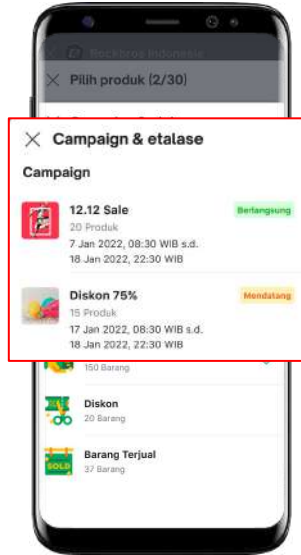 Rockbros Indonesia
Pilih produk (2/30)
Campaign & etalase
Campaign
12.12 Sale
Berlangsung
20 Produk
7 Jan 2022, 08:30 WIB s.d.
18 Jan 2022, 22:30 WIB
Diskon 75%
Mendatang
15 Produk
17 Jan 2022, 08:30 WIB s.d.
18 Jan 2022, 22:30 WIB
150 Barang
Diskon
20 Barang
SOLD
Barang Terjual
37 Barang